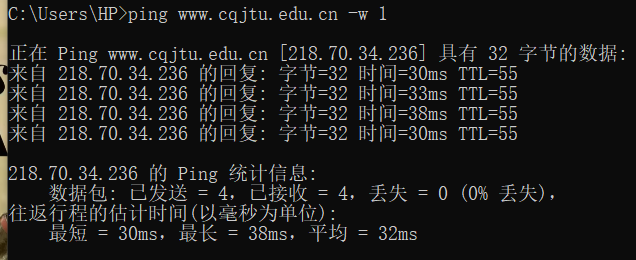 C:\Users\HP>ping www.cqjtu.edu.cn -w 1
正在 Ping www.cqjtu.edu.cn [218.70.34.236] 具有 32 字节的数据:
来自 218.70.34.236 的回复: 字节=32 时间=30ms TTL=55
来自 218.70.34.236 的回复: 字节=32 时间=33ms TTL=55
来自 218.70.34.236 的回复: 字节=32 时间=38ms TTL=55
来自 218.70.34.236 的回复: 字节=32 时间=30ms TTL=55
218.70.34.236 的 Ping 统计信息:
数据包: 已发送 = 4，已接收 = 4，丢失 = 0 (0% 丢失)，
往返行程的估计时间(以毫秒为单位):
最短 = 30ms，最长 = 38ms，平均 = 32ms